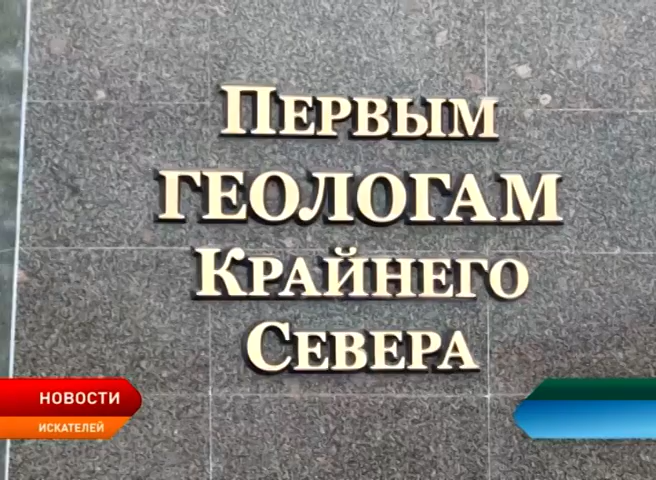 Первым
геологам
Крайнего
Севера
НОВОСТИ
ИСКАТЕЛЕЙ